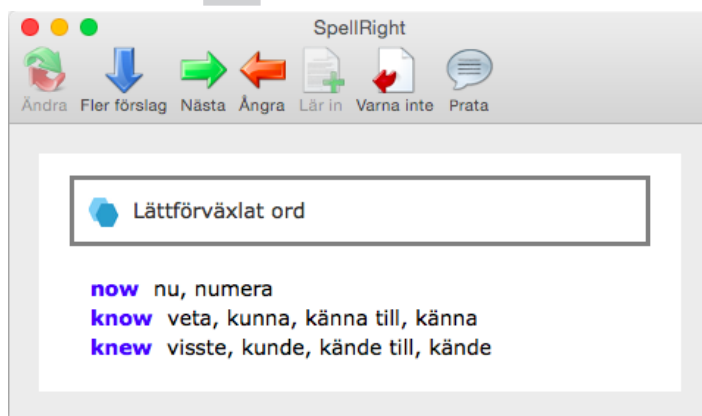 SpellRight
Ändra Fler förslag Nästa Ångra Lär in Varna inte Prata
Lättförväxlat ord
now nu, numera
know veta, kunna, känna till, känna
knew visste, kunde, kände till, kände